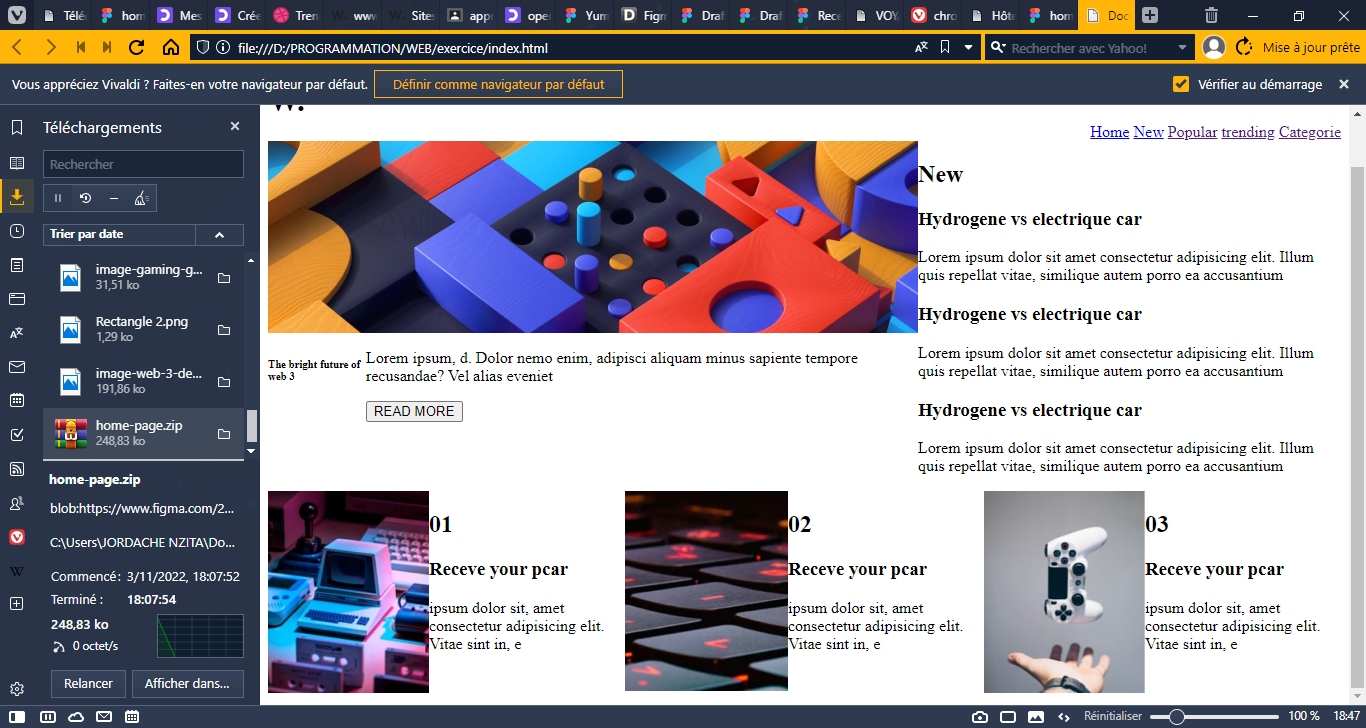 Télé
hom
Mes
Crée
Tren
www
Sites
appr
ope
Yum
Figm
Draf
Draf
Rece
VOY
chro
Hôte
hom
Doc
file:///D:/PROGRAMMATION/WEB/exercice/index.html
Rechercher avec Yahoo!
Mise à jour prête
Vous appréciez Vivaldi ? Faites-en votre navigateur par défaut.
Définir comme navigateur par défaut
Vérifier au démarrage
Téléchargements
Rechercher
Trier par date
image-gaming-g...
31,51 ko
Rectangle 2.png
1,29 ko
image-web-3-de...
191,86 ko
home-page.zip
248,83 ko
home-page.zip
blob:https://www.figma.com/2...
C:\Users\JORDACHE NZITA\Do...
Commencé: 3/11/2022, 18:07:52
Terminé : 18:07:54
248,83 ko
0 octet/s
Relancer
Afficher dans...
W.
Home New Popular trending Categorie
The bright future of
web 3
Lorem ipsum, d. Dolor nemo enim, adipisci aliquam minus sapiente tempore
recusandae? Vel alias eveniet
READ MORE
New
Hydrogene vs electrique car
Lorem ipsum dolor sit amet consectetur adipisicing elit. Illum
quis repellat vitae, similique autem porro ea accusantium
Hydrogene vs electrique car
Lorem ipsum dolor sit amet consectetur adipisicing elit. Illum
quis repellat vitae, similique autem porro ea accusantium
Hydrogene vs electrique car
Lorem ipsum dolor sit amet consectetur adipisicing elit. Illum
quis repellat vitae, similique autem porro ea accusantium
01
Receve your pcar
ipsum dolor sit, amet
consectetur adipisicing elit.
Vitae sint in, e
02
Receve your pcar
ipsum dolor sit, amet
consectetur adipisicing elit.
Vitae sint in, e
03
Receve your pcar
ipsum dolor sit, amet
consectetur adipisicing elit.
Vitae sint in, e
Réinitialiser
100 %
18:47